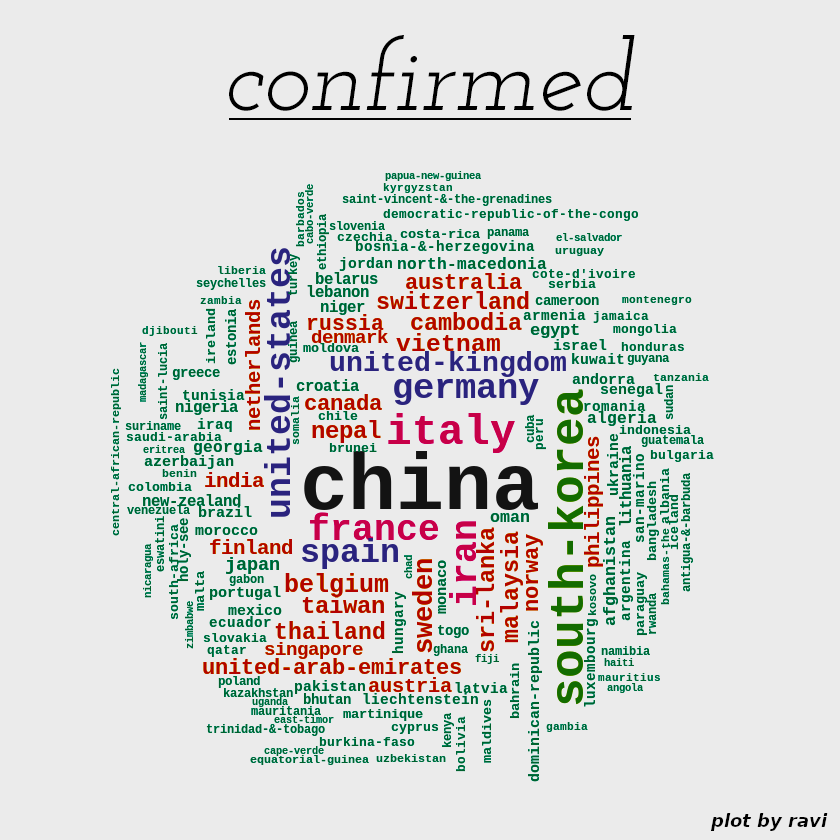 confirmed
papua-new-guinea
kyrgyzstan
barbados
cabo-verde
saint-vincent-&-the-grenadines
democratic-republic-of-the-congo
ethiopia
slovenia
czechia
costa-rica
panama
el-salvador
bosnia-&-herzegovina
uruguay
turkey
jordan
north-macedonia
liberia
seychelles
belarus
australia
côte-d'ivoire
serbia
united-states
lebanon
switzerland
cameroon
montenegro
zambia
niger
armenia
jamaica
djibouti
ireland
estonia
netherlands
russia
cambodia
egypt
mongolia
guinea
denmark
vietnam
moldova
israel
honduras
madagascar
saint-lucia
united-kingdom
kuwait
guyana
greece
germany
andorra
tanzania
central-african-republic
croatia
senegal
sudan
tunisia
nigeria
somalia
canada
chile
romania
algeria
suriname
iraq
nepal
italy
cuba
peru
indonesia
saudi-arabia
guatemala
eritrea
georgia
brunei
bulgaria
azerbaijan
china
south-korea
philippines
ukraine
lithuania
san-marino
benin
colombia
india
albania
new-zealand
bangladesh
iceland
antigua-&-barbuda
venezuela
brazil
oman
bahamas-the
nicaragua
eswatini
south-africa
holy-see
morocco
france
iran
afghanistan
finland
spain
sri-lanka
malaysia
norway
argentina
japan
chad
monaco
malta
gabon
belgium
sweden
kosovo
paraguay
rwanda
portugal
zimbabwe
mexico
taiwan
hungary
ecuador
thailand
togo
slovakia
luxembourg
dominican-republic
qatar
singapore
ghana
namibia
fiji
haiti
united-arab-emirates
bahrain
mauritius
poland
pakistan
austria
latvia
angola
kazakhstan
uganda
bhutan
liechtenstein
maldives
mauritania
east-timor
martinique
kenya
bolivia
gambia
trinidad-&-tobago
cyprus
burkina-faso
cape-verde
equatorial-guinea
uzbekistan
plot by ravi